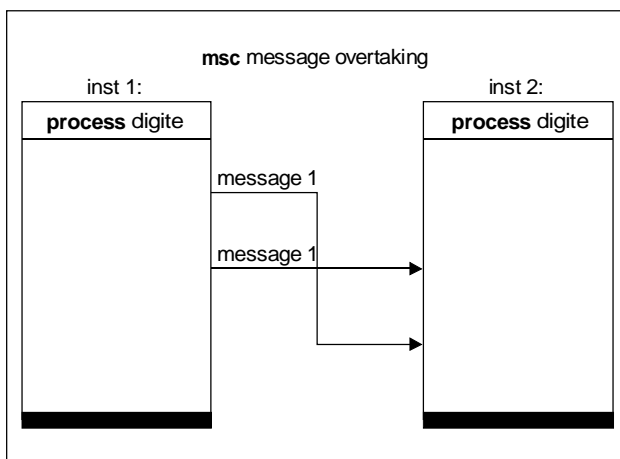 msc message overtaking
inst 1:
inst 2:
process digite
process digite
message 1
message 1